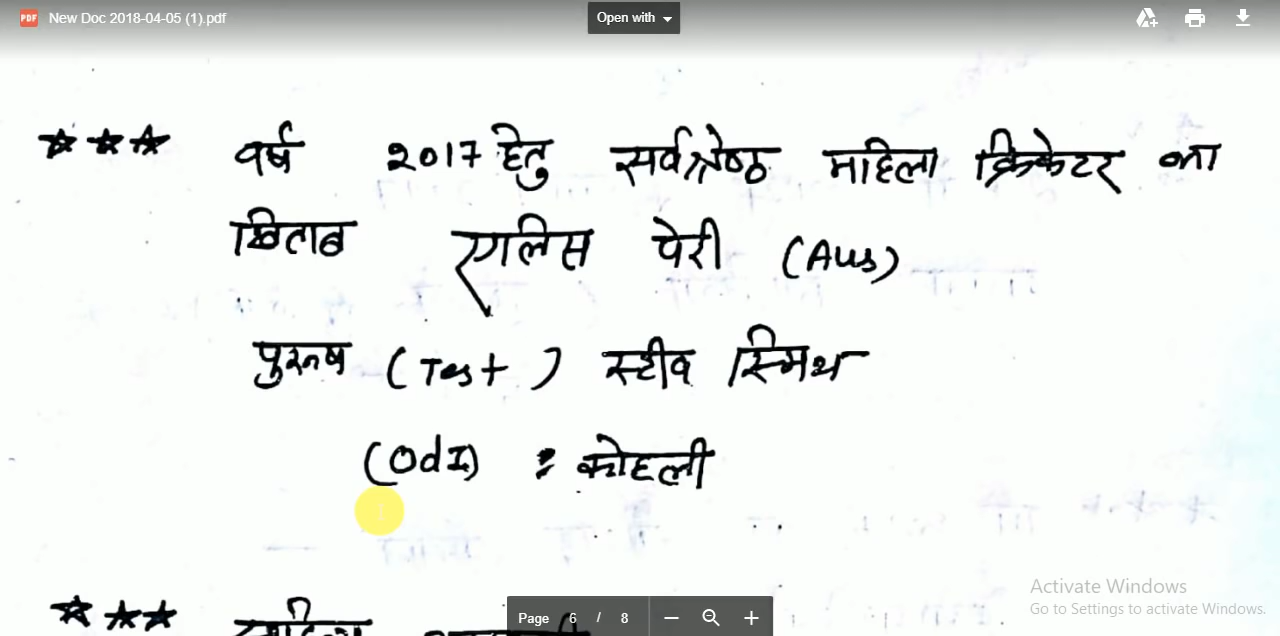 New Doc 2018-04-05 (1).pdf
Open with
*** वर्ष 2017 हेतु सर्वश्रेष्ठ महिला क्रिकेटर का
खिताब एलिस पेरी (Aus)
पुरुष (Test) स्टीव स्मिथ
(OdI) : कोहली
***
Activate Windows
Go to Settings to activate Windows.
Page 6 / 8